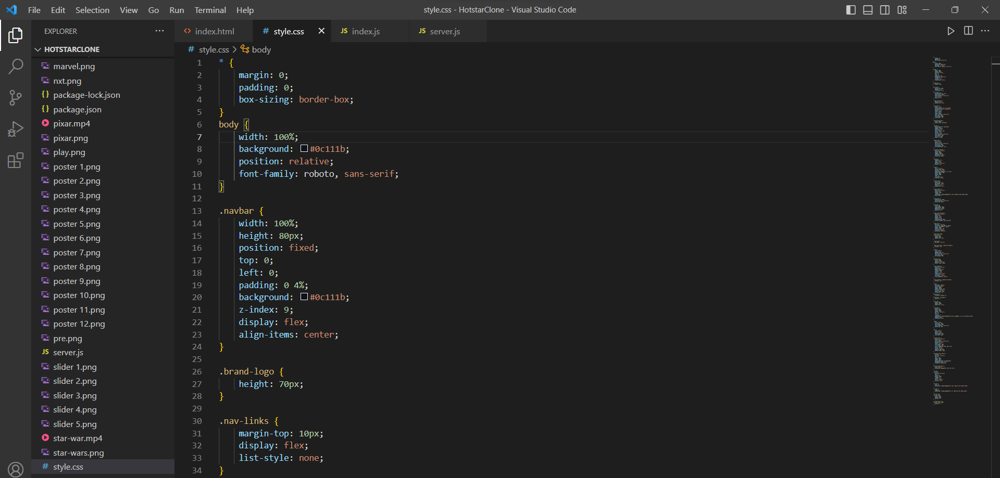 File Edit Selection View Go Run Terminal Help
style.css - HotstarClone - Visual Studio Code
EXPLORER
HOTSTARCLONE
marvel.png
nxt.png
{} package-lock.json
{} package.json
pixar.mp4
pixar.png
play.png
poster 1.png
poster 2.png
poster 3.png
poster 4.png
poster 5.png
poster 6.png
poster 7.png
poster 8.png
poster 9.png
poster 10.png
poster 11.png
poster 12.png
pre.png
JS server.js
slider 1.png
slider 2.png
slider 3.png
slider 4.png
slider 5.png
star-war.mp4
star-wars.png
# style.css
<> index.html # style.css JS index.js JS server.js
# style.css > body
1 * {
2 margin: 0;
3 padding: 0;
4 box-sizing: border-box;
5 }
6 body {
7 width: 100%;
8 background: #0c111b;
9 position: relative;
10 font-family: roboto, sans-serif;
11 }
12
13 .navbar {
14 width: 100%;
15 height: 80px;
16 position: fixed;
17 top: 0;
18 left: 0;
19 padding: 0 4%;
20 background: #0c111b;
21 z-index: 9;
22 display: flex;
23 align-items: center;
24 }
25
26 .brand-logo {
27 height: 70px;
28 }
29
30 .nav-links {
31 margin-top: 10px;
32 display: flex;
33 list-style: none;
34 }